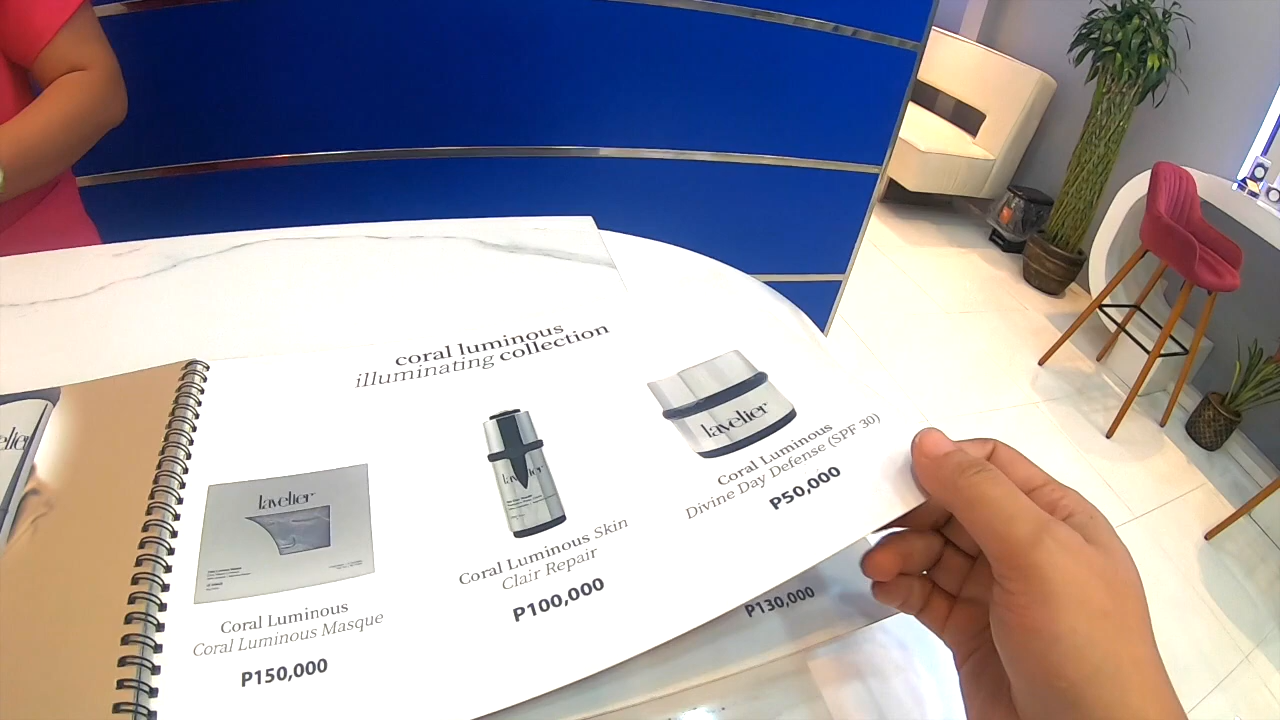 coral luminous
illuminating collection
lavelier
Coral Luminous
Coral Luminous Masque
P150,000
lavelier
Coral Luminous Skin
Clair Repair
P100,000
lavelier
Coral Luminous
Divine Day Defense (SPF 30)
P50,000
P130,000